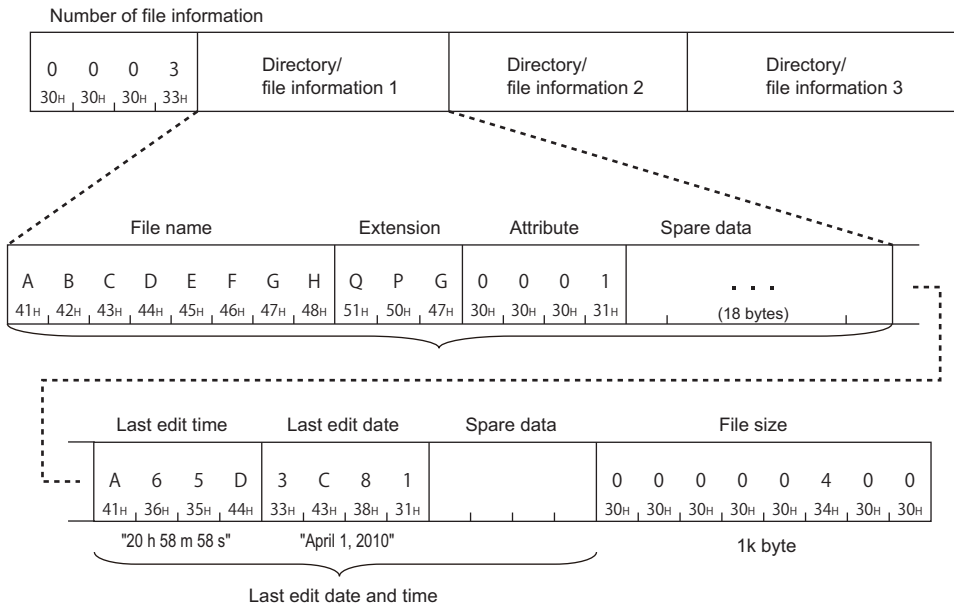 Number of file information
0 0 0 3
30H 30H 30H 33H
Directory/
file information 1
Directory/
file information 2
Directory/
file information 3
File name Extension Attribute Spare data
A B C D E F G H Q P G 0 0 0 1 ...
41H 42H 43H 44H 45H 46H 47H 48H 51H 50H 47H 30H 30H 30H 31H (18 bytes)
Last edit time Last edit date Spare data File size
A 6 5 D 3 C 8 1 0 0 0 0 0 4 0 0
41H 36H 35H 44H 33H 43H 38H 31H 30H 30H 30H 30H 30H 34H 30H 30H
"20 h 58 m 58 s" "April 1, 2010" 1k byte
Last edit date and time